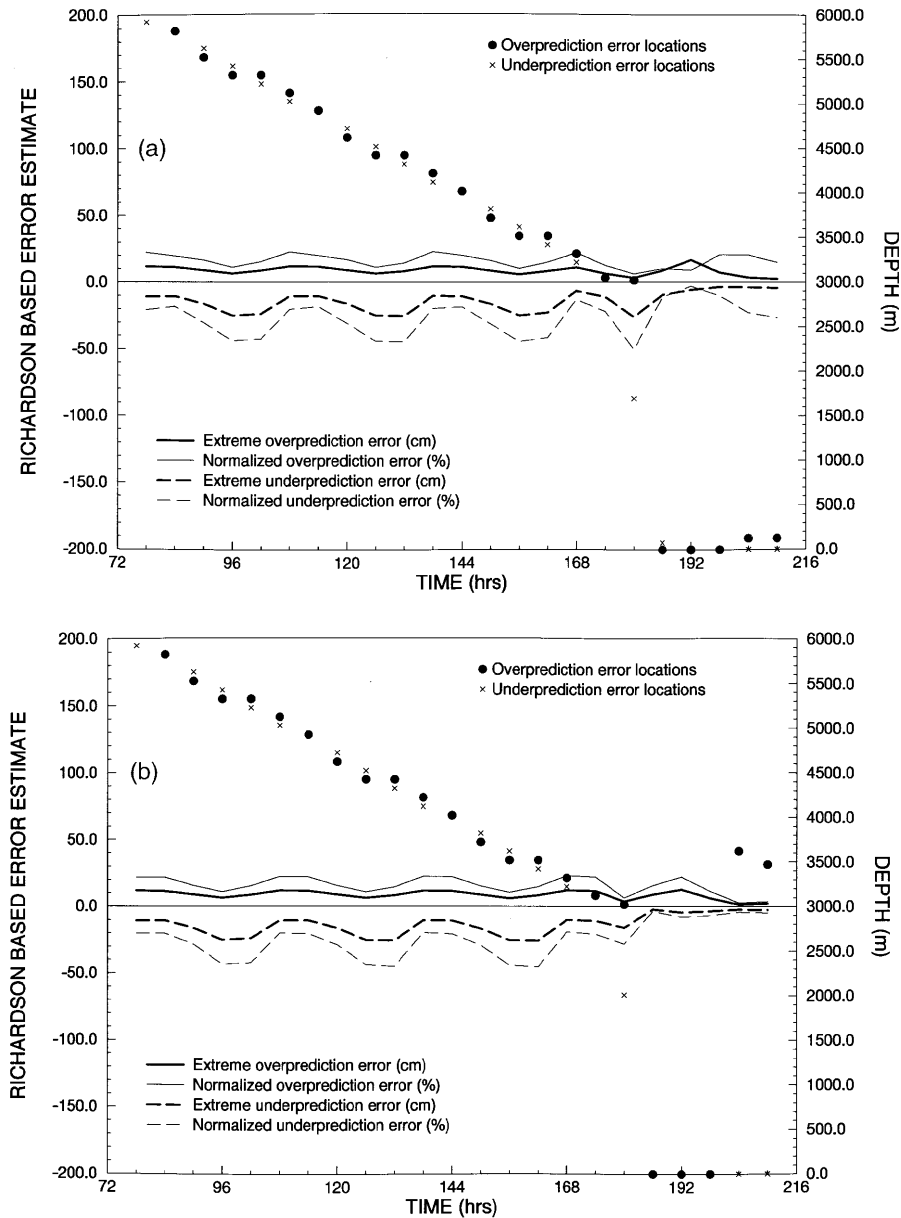 (a)
RICHARDSON BASED ERROR ESTIMATE
200.0
150.0
100.0
50.0
0.0
-50.0
-100.0
-150.0
-200.0
Overprediction error locations
Underprediction error locations
Extreme overprediction error (cm)
Normalized overprediction error (%)
Extreme underprediction error (cm)
Normalized underprediction error (%)
6000.0
5500.0
5000.0
4500.0
4000.0
3500.0
3000.0
2500.0
2000.0
1500.0
1000.0
500.0
0.0
DEPTH (m)
72 96 120 144 168 192 216
TIME (hrs)
(b)
RICHARDSON BASED ERROR ESTIMATE
200.0
150.0
100.0
50.0
0.0
-50.0
-100.0
-150.0
-200.0
Overprediction error locations
Underprediction error locations
Extreme overprediction error (cm)
Normalized overprediction error (%)
Extreme underprediction error (cm)
Normalized underprediction error (%)
6000.0
5500.0
5000.0
4500.0
4000.0
3500.0
3000.0
2500.0
2000.0
1500.0
1000.0
500.0
0.0
DEPTH (m)
72 96 120 144 168 192 216
TIME (hrs)